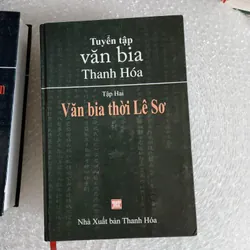 Tuyển tập
văn bia
Thanh Hóa
Tập Hai
Văn bia thời Lê Sơ
Nhà Xuất bản Thanh Hóa